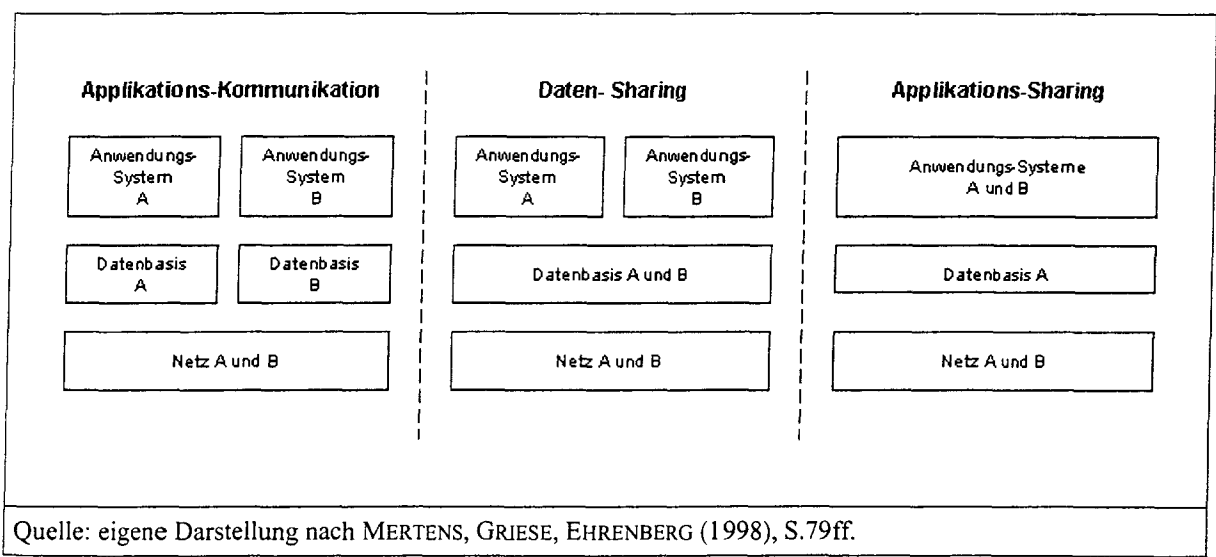 Applikations-Kommunikation
Anwendungs-
System
A
Anwendungs-
System
B
Datenbasis
A
Datenbasis
B
Netz A und B
Daten- Sharing
Anwendungs-
System
A
Anwendungs-
System
B
Datenbasis A und B
Netz A und B
Applikations-Sharing
Anwendungs-Systeme
A und B
Datenbasis A
Netz A und B
Quelle: eigene Darstellung nach MERTENS, GRIESE, EHRENBERG (1998), S.79ff.